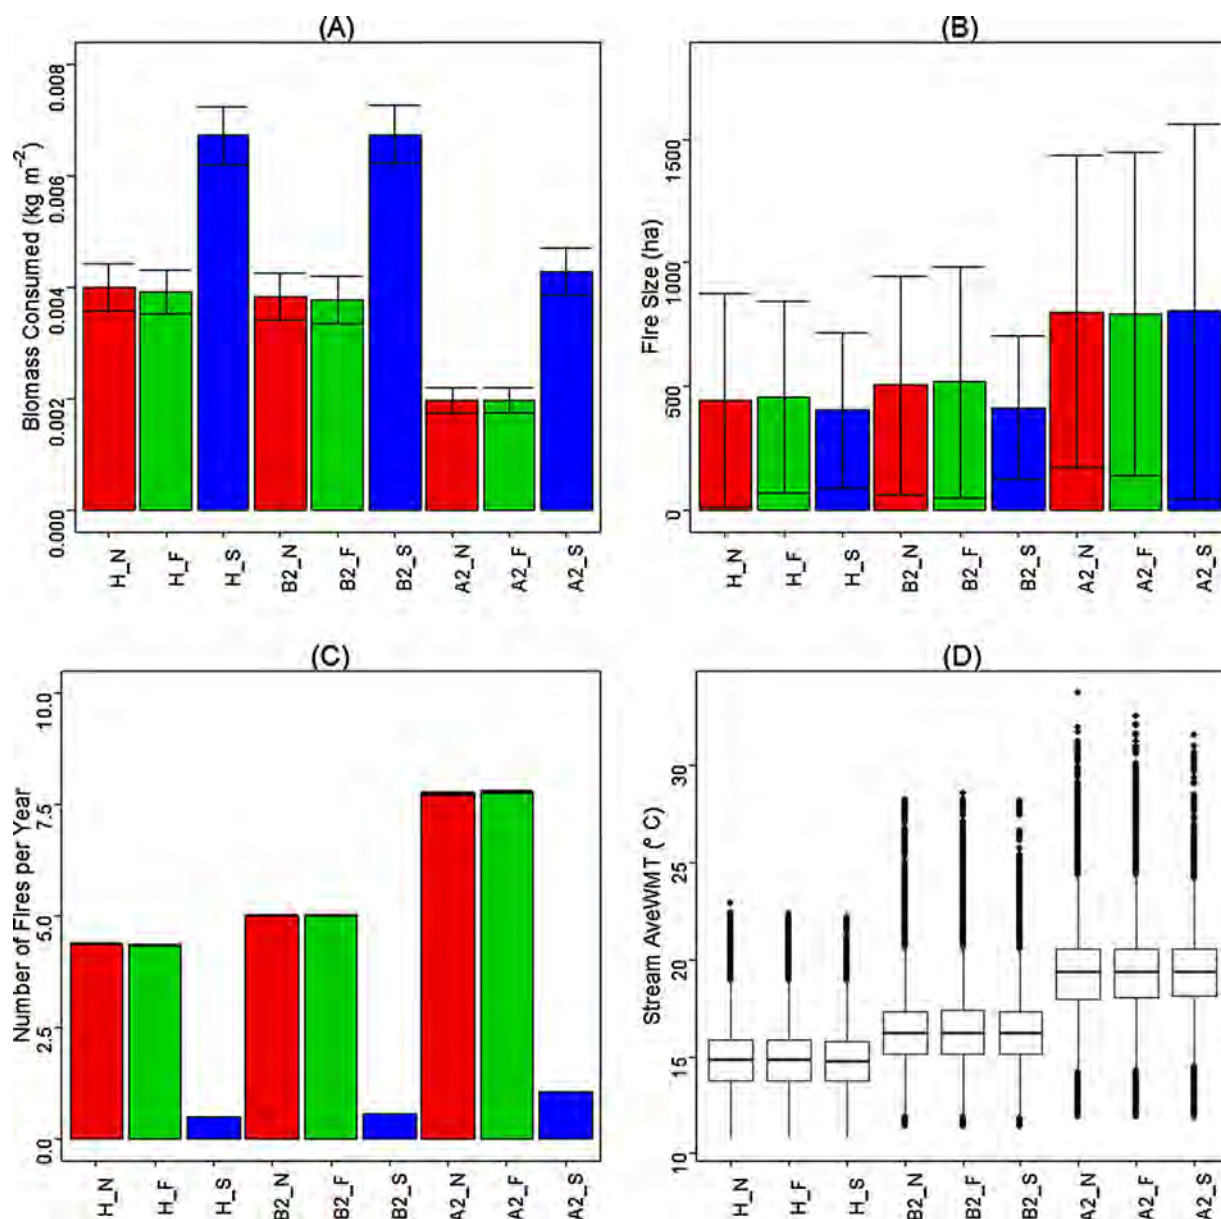 (A)
Biomass Consumed (kg m⁻²)
0.008
0.006
0.004
0.002
0.000
H_N
H_F
H_S
B2_N
B2_F
B2_S
A2_N
A2_F
A2_S
(B)
Fire Size (ha)
1500
1000
500
0
H_N
H_F
H_S
B2_N
B2_F
B2_S
A2_N
A2_F
A2_S
(C)
Number of Fires per Year
10.0
7.5
5.0
2.5
0.0
H_N
H_F
H_S
B2_N
B2_F
B2_S
A2_N
A2_F
A2_S
(D)
Stream AveWMT (° C)
30
25
20
15
10
H_N
H_F
H_S
B2_N
B2_F
B2_S
A2_N
A2_F
A2_S